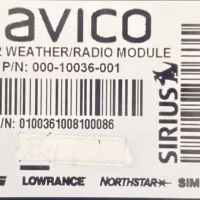 avico
2 WEATHER/RADIO MODULE
P/N: 000-10036-001
SIRIUS
/N: 0100361008100086
LOWRANCE NORTHSTAR SIM